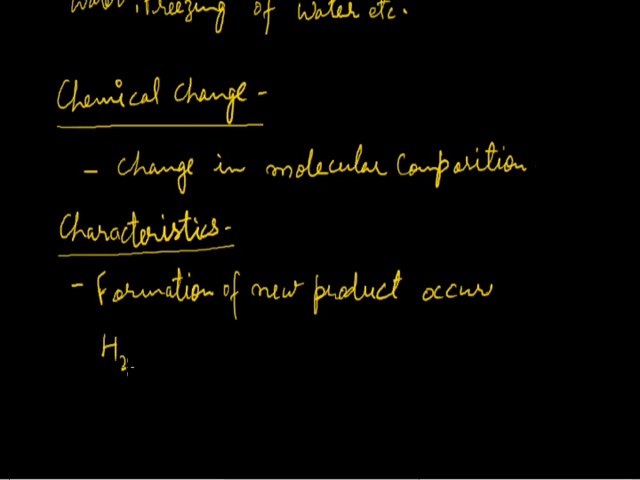 water, freezing of water etc.
Chemical Change -
- Change in molecular Composition
Characteristics -
- Formation of new product occur
H₂